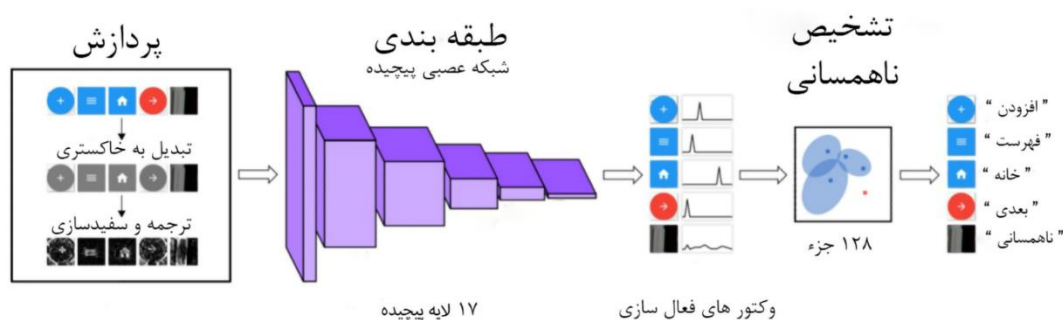 پردازش
تبدیل به خاکستری
ترجمه و سفیدسازی
طبقه بندی
شبکه عصبی پیچیده
۱۷ لایه پیچیده
وکتور های فعال سازی
تشخیص
ناهمسانی
۱۲۸ جزء
" افزودن "
" فهرست "
" خانه "
" بعدی "
" ناهمسانی "